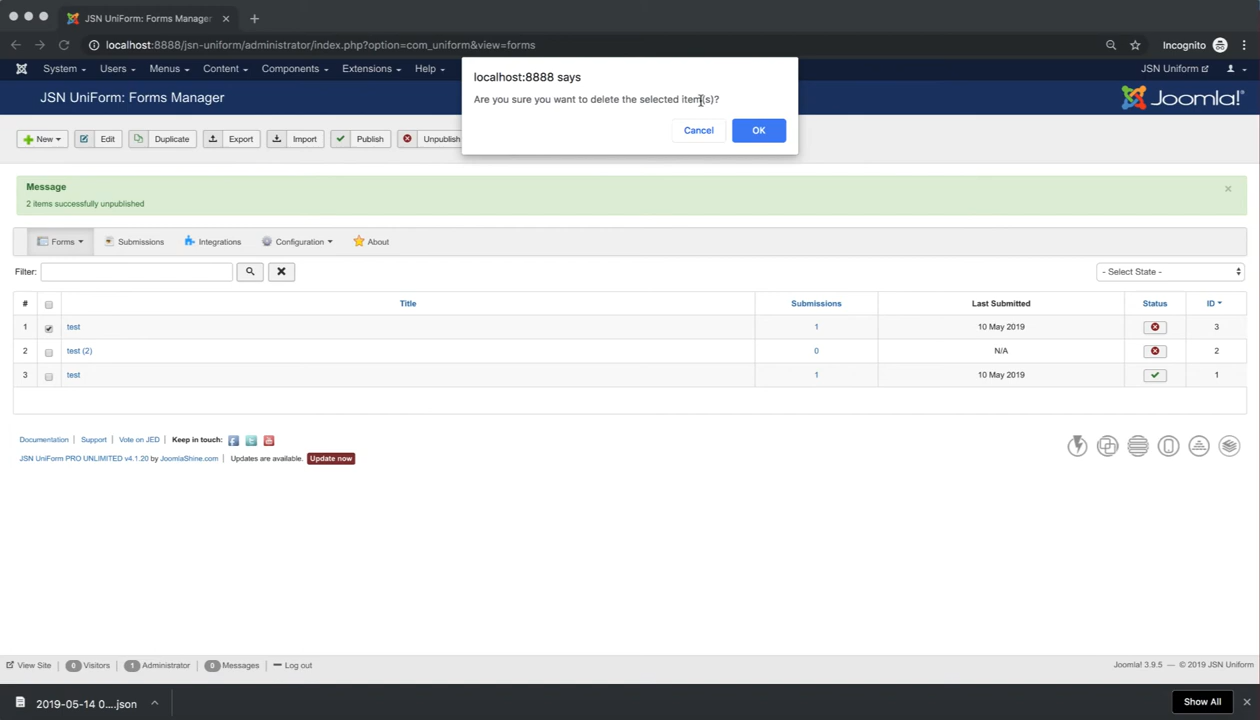 JSN UniForm: Forms Manager
localhost:8888/jsn-uniform/administrator/index.php?option=com_uniform&view=forms
Incognito
System Users Menus Content Components Extensions Help JSN UniForm
localhost:8888 says
Are you sure you want to delete the selected item(s)?
Cancel OK
JSN UniForm: Forms Manager
Joomla!
New Edit Duplicate Export Import Publish Unpublish
Message
2 items successfully unpublished
Forms Submissions Integrations Configuration About
Filter: - Select State -
# Title Submissions Last Submitted Status ID
1 test 1 10 May 2019 3
2 test (2) 0 N/A 2
3 test 1 10 May 2019 1
Documentation | Support | Vote on JED | Keep in touch:
JSN UniForm PRO UNLIMITED v4.1.20 by JoomlaShine.com | Updates are available. Update now
View Site 0 Visitors 1 Administrator 0 Messages Log out Joomla! 3.9.5 — © 2019 JSN Uniform
2019-05-14 0....json Show All